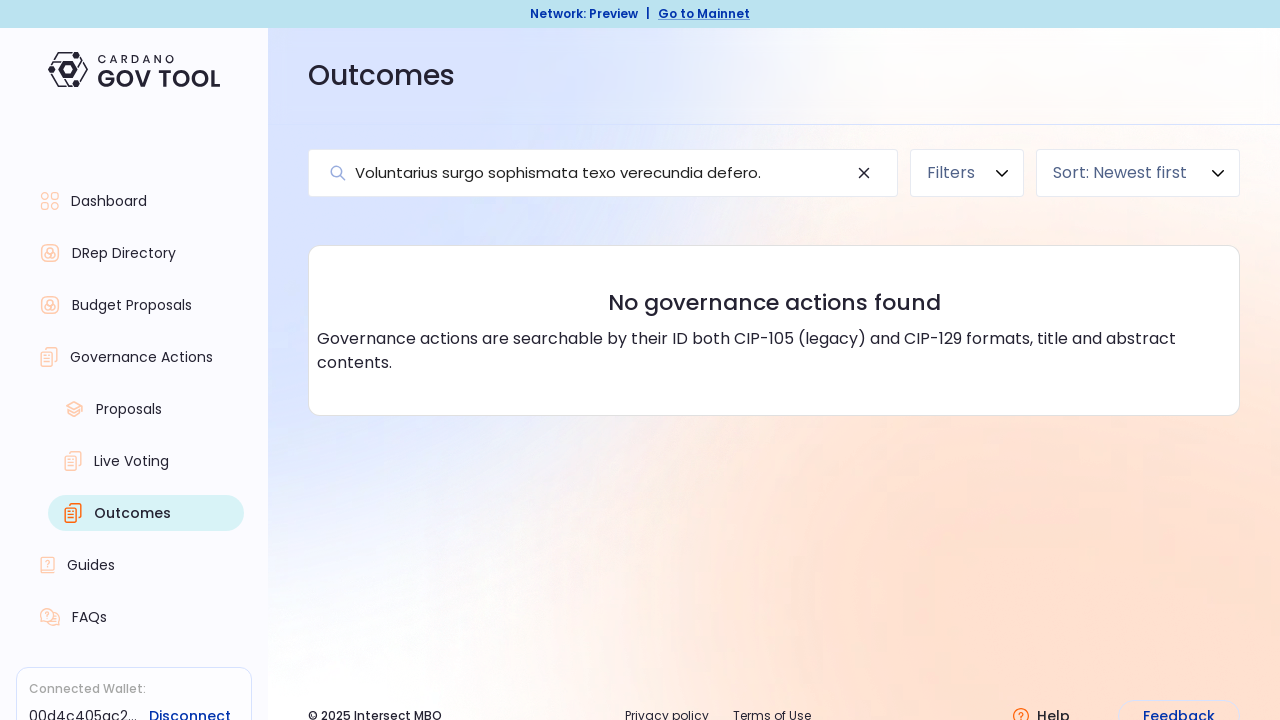 Network: Preview | Go to Mainnet
CARDANO
GOV TOOL
Outcomes
Voluntarius surgo sophismata texo verecundia defero.
Filters
Sort: Newest first
Dashboard
DRep Directory
Budget Proposals
Governance Actions
Proposals
Live Voting
Outcomes
Guides
FAQs
No governance actions found
Governance actions are searchable by their ID both CIP-105 (legacy) and CIP-129 formats, title and abstract
contents.
Connected Wallet:
00d4c405ac2... Disconnect
© 2025 Intersect MBO
Privacy policy
Terms of Use
Help
Feedback